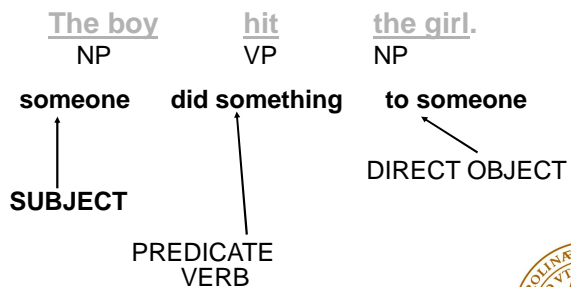 The boy hit the girl.
NP VP NP
someone did something to someone
DIRECT OBJECT
SUBJECT
PREDICATE
VERB